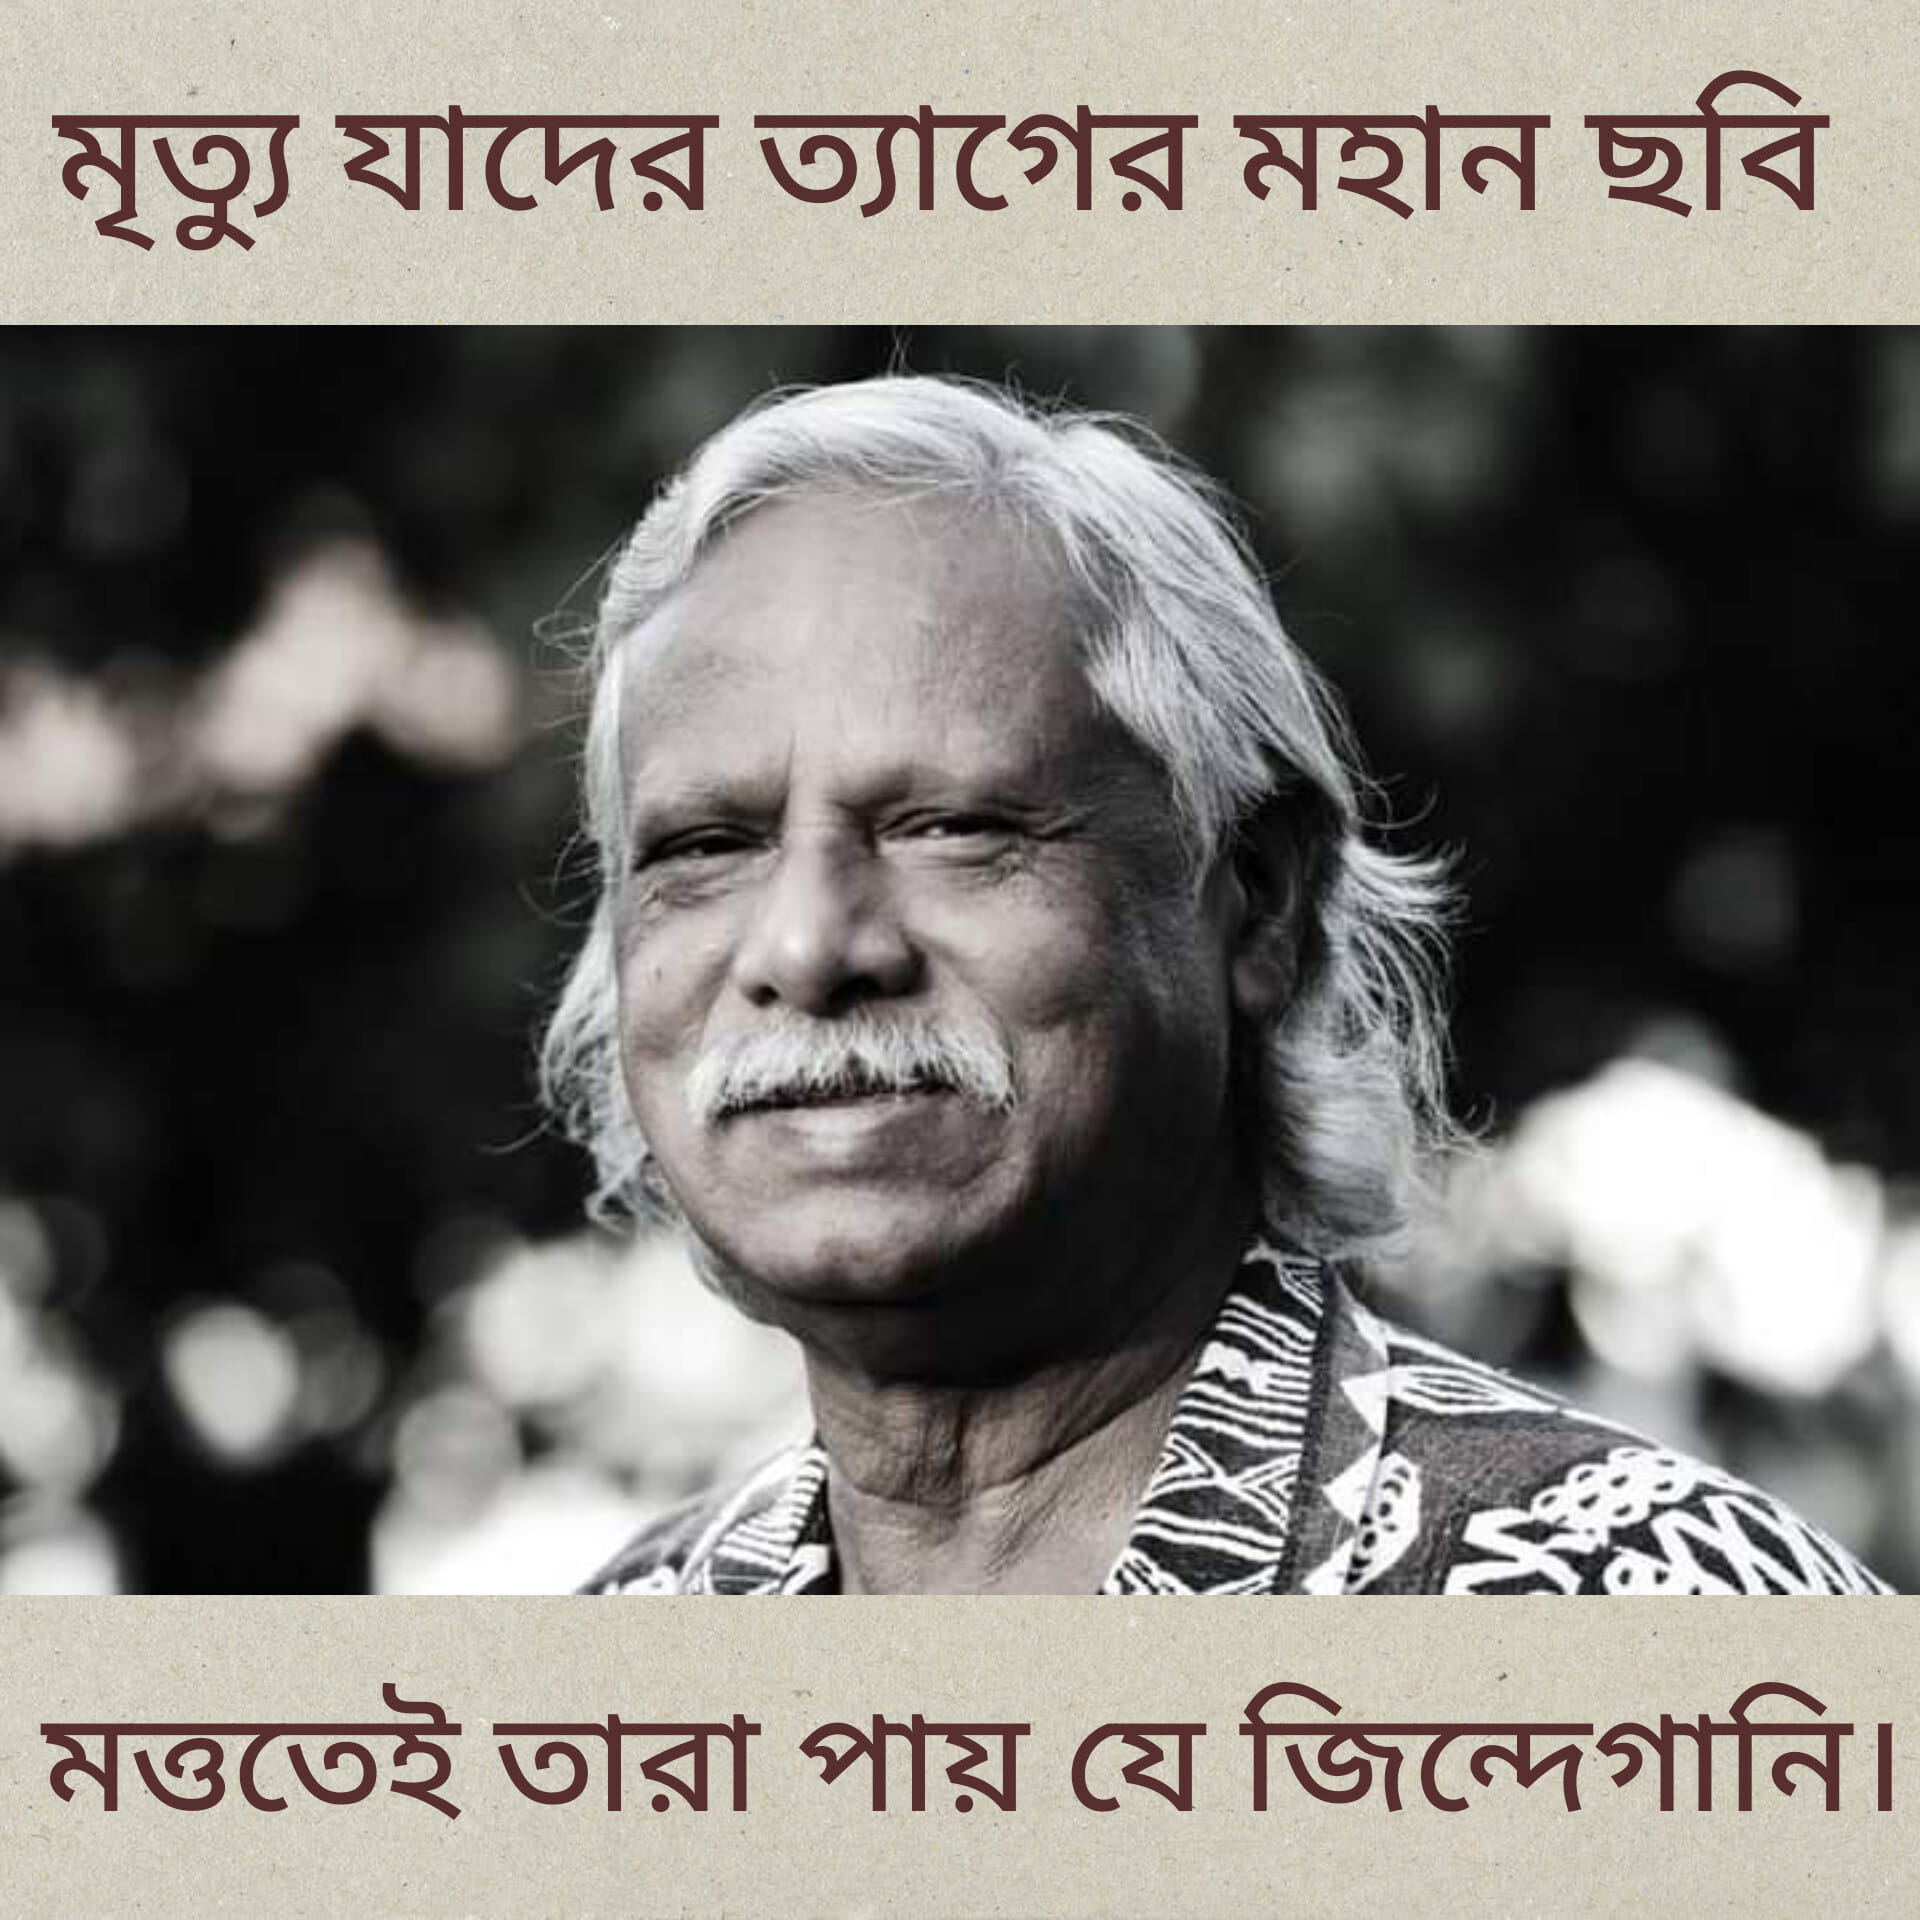 মৃত্যু যাদের ত্যাগের মহান ছবি
মত্ততেই তারা পায় যে জিন্দেগানি।